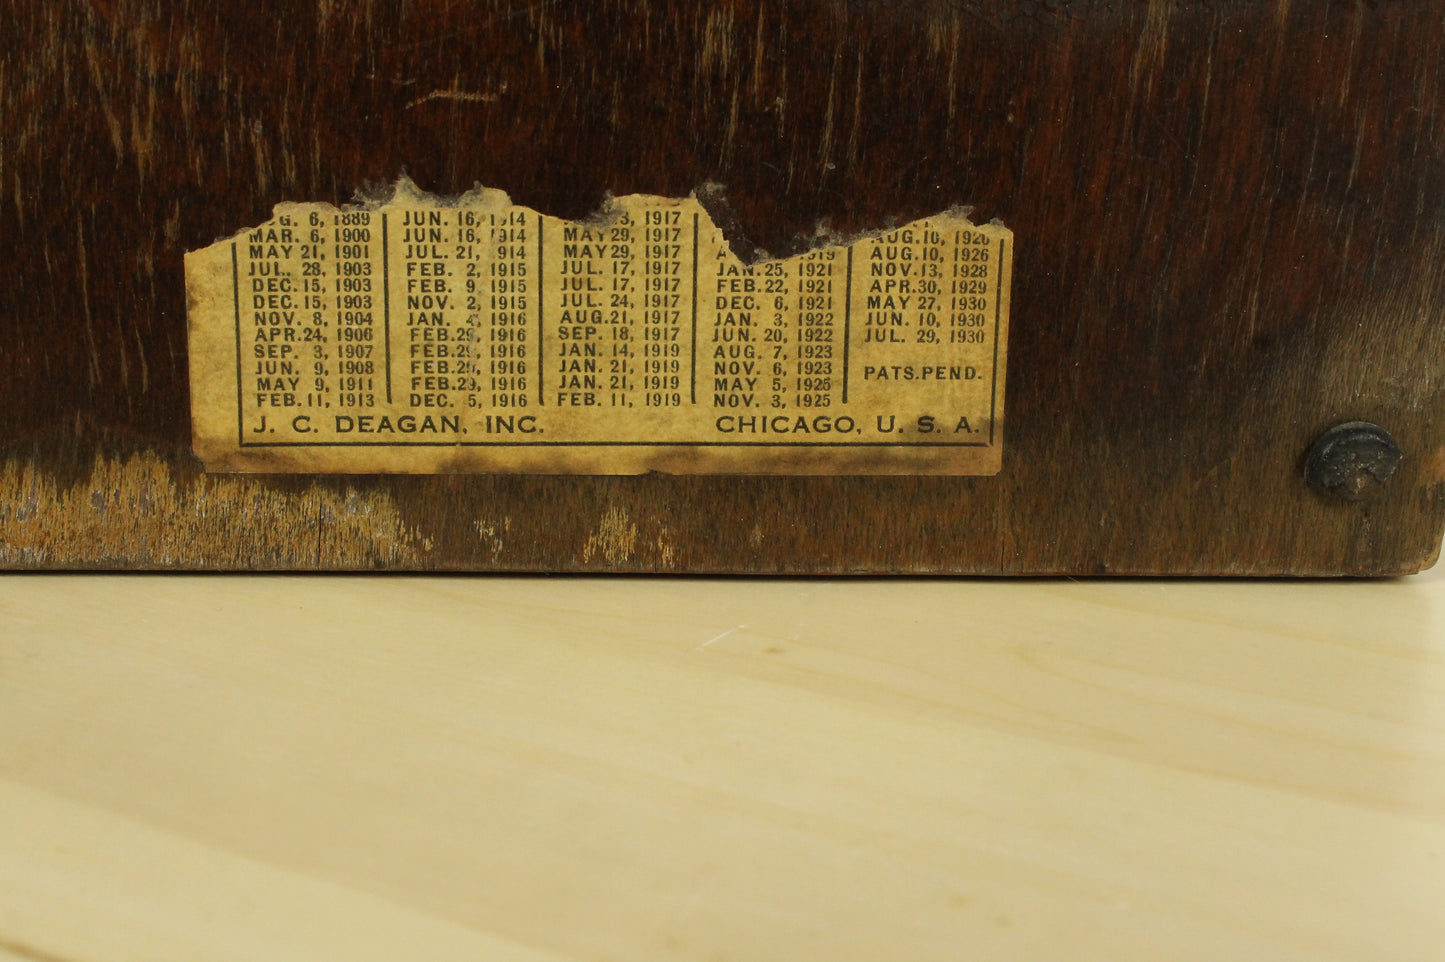 6, 1889
MAR. 6, 1900
MAY 21, 1901
JUL. 28, 1903
DEC. 15, 1903
DEC. 15, 1903
NOV. 8, 1904
APR. 24, 1906
SEP. 3, 1907
JUN. 9, 1908
MAY 9, 1911
FEB. 11, 1913
JUN. 16, 1914
JUN. 16, 1914
JUL. 21, 914
FEB. 2, 1915
FEB. 9, 1915
NOV. 2, 1915
JAN. 4, 1916
FEB. 29, 1916
FEB. 29, 1916
FEB. 29, 1916
FEB. 29, 1916
DEC. 5, 1916
1917
MAY 29, 1917
MAY 29, 1917
JUL. 17, 1917
JUL. 17, 1917
JUL. 24, 1917
AUG. 21, 1917
SEP. 18, 1917
JAN. 14, 1919
JAN. 21, 1919
JAN. 21, 1919
FEB. 11, 1919
1919
JAN. 25, 1921
FEB. 22, 1921
DEC. 6, 1921
JAN. 3, 1922
JUN. 20, 1922
AUG. 7, 1923
NOV. 6, 1923
MAY 5, 1925
NOV. 3, 1925
AUG. 10, 1926
AUG. 10, 1926
NOV. 13, 1928
APR. 30, 1929
MAY 27, 1930
JUN. 10, 1930
JUL. 29, 1930
PATS. PEND.
J. C. DEAGAN, INC. CHICAGO, U. S. A.